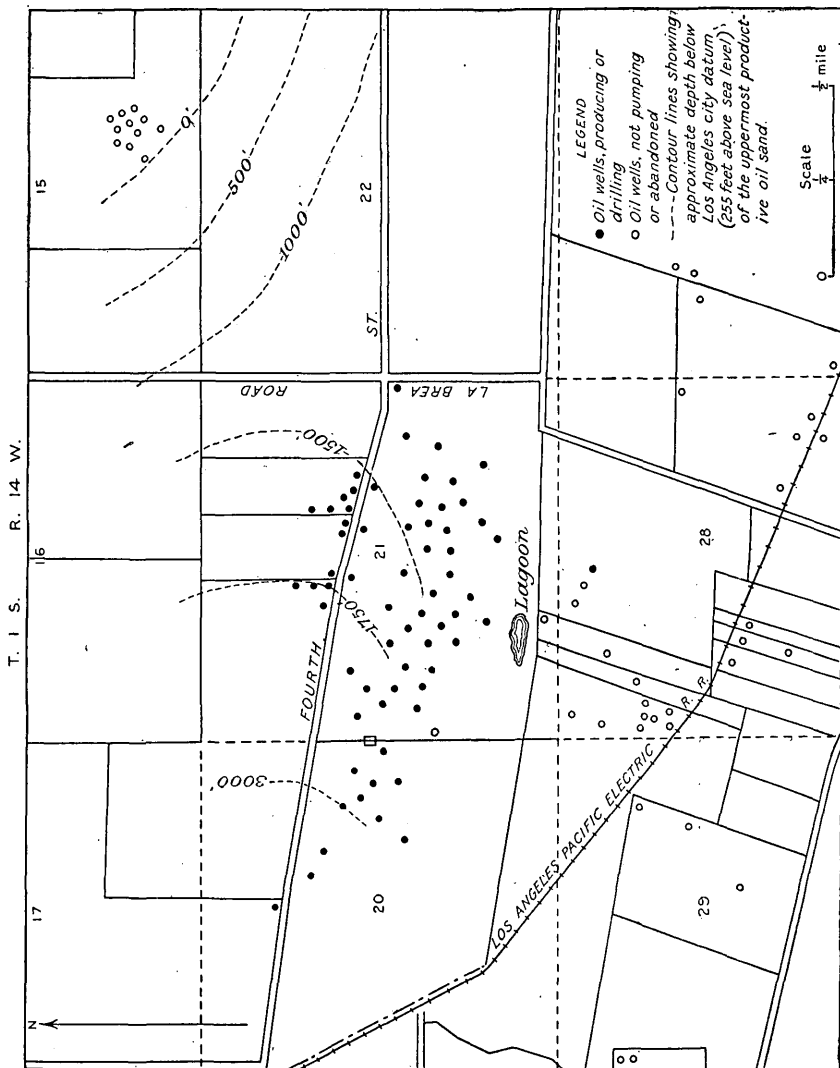 T. 1 S. R. 14 W.
N
17
16
15
0'
500'
1000'
1500'
1750'
3000'
FOURTH
ST.
ROAD
LA BREA
20
21
22
Lagoon
LOS ANGELES PACIFIC ELECTRIC R. R.
28
29
LEGEND
● Oil wells, producing or
drilling
○ Oil wells, not pumping
or abandoned
---- Contour lines showing
approximate depth below
Los Angeles city datum
(255 feet above sea level)
of the uppermost product-
ive oil sand.
Scale
0 ¼ ½ mile